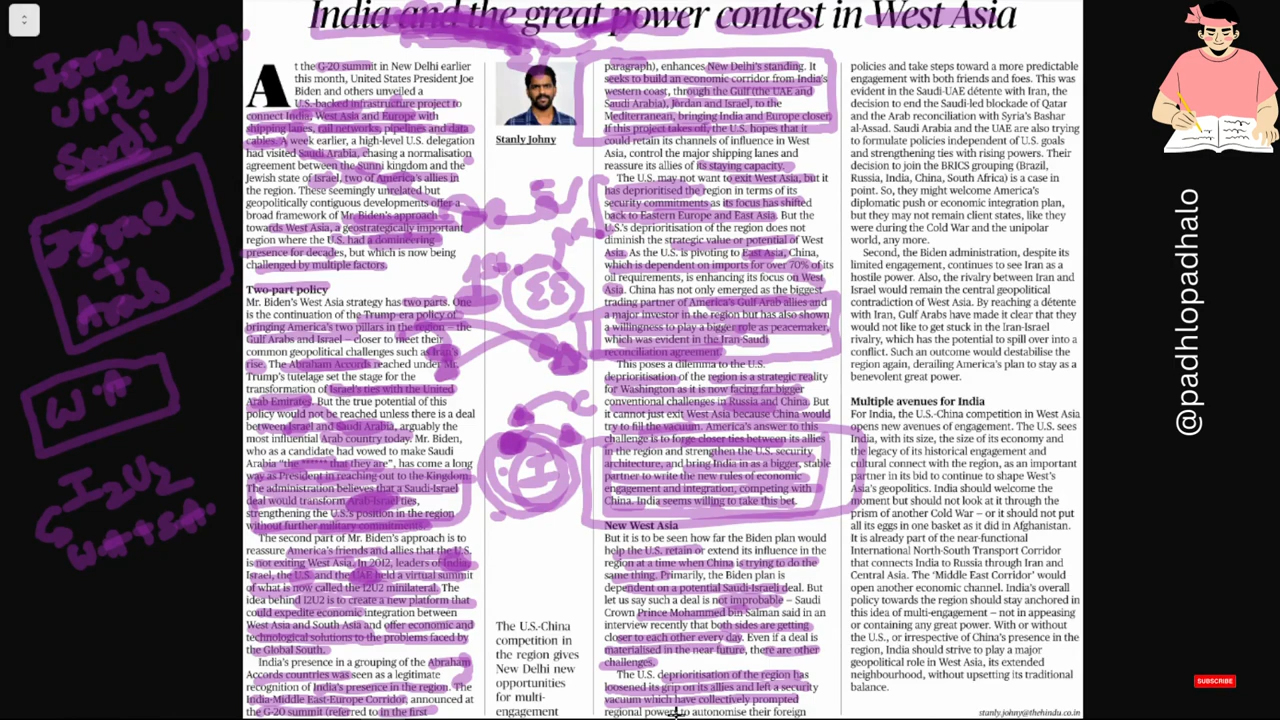 India and the great power contest in West Asia
At the G-20 summit in New Delhi earlier
this month, United States President Joe
Biden and others unveiled a
U.S.-backed infrastructure project to
connect India, West Asia and Europe with
shipping lanes, rail networks, pipelines and data
cables. A week earlier, a high-level U.S. delegation
had visited Saudi Arabia, chasing a normalisation
agreement between the Sunni kingdom and the
Jewish state of Israel, two of America's allies in
the region. These seemingly unrelated but
geopolitically contiguous developments offer a
broad framework of Mr. Biden's approach
towards West Asia, a geostrategically important
region where the U.S. had a domineering
presence for decades, but which is now being
challenged by multiple factors.
Two-part policy
Mr. Biden's West Asia strategy has two parts. One
is the continuation of the Trump-era policy of
bringing America's two pillars in the region — the
Gulf Arabs and Israel — closer to meet their
common geopolitical challenges such as Iran's
rise. The Abraham Accords reached under Mr.
Trump's tutelage set the stage for the
transformation of Israel's ties with the United
Arab Emirates. But the true potential of this
policy would not be reached unless there is a deal
between Israel and Saudi Arabia, arguably the
most influential Arab country today. Mr. Biden,
who as a candidate had vowed to make Saudi
Arabia "the ****** that they are", has come a long
way as President in reaching out to the Kingdom.
The administration believes that a Saudi-Israel
deal would transform Arab-Israel ties,
strengthening the U.S.'s position in the region
without further military commitments.
The second part of Mr. Biden's approach is to
reassure America's friends and allies that the U.S.
is not exiting West Asia. In 2012, leaders of India,
Israel, the U.S. and the UAE held a virtual summit
of what is now called the I2U2 minilateral. The
idea behind I2U2 is to create a new platform that
could expedite economic integration between
West Asia and South Asia and offer economic and
technological solutions to the problems faced by
the Global South.
India's presence in a grouping of the Abraham
Accords countries was seen as a legitimate
recognition of India's presence in the region. The
India-Middle East-Europe Corridor, announced at
the G-20 summit (referred to in the first
Stanly Johny
The U.S.-China
competition in
the region gives
New Delhi new
opportunities
for multi-
engagement
paragraph), enhances New Delhi's standing. It
seeks to build an economic corridor from India's
western coast, through the Gulf (the UAE and
Saudi Arabia), Jordan and Israel, to the
Mediterranean, bringing India and Europe closer.
If this project takes off, the U.S. hopes that it
could retain its channels of influence in West
Asia, control the major shipping lanes and
reassure its allies of its staying capacity.
The U.S. may not want to exit West Asia, but it
has deprioritised the region in terms of its
security commitments as its focus has shifted
back to Eastern Europe and East Asia. But the
U.S.'s deprioritisation of the region does not
diminish the strategic value or potential of West
Asia. As the U.S. is pivoting to East Asia, China,
which is dependent on imports for over 70% of its
oil requirements, is enhancing its focus on West
Asia. China has not only emerged as the biggest
trading partner of America's Gulf Arab allies and
a major investor in the region but has also shown
a willingness to play a bigger role as peacemaker,
which was evident in the Iran-Saudi
reconciliation agreement.
This poses a dilemma to the U.S.
deprioritisation of the region is a strategic reality
for Washington as it is now facing far bigger
conventional challenges in Russia and China. But
it cannot just exit West Asia because China would
try to fill the vacuum. America's answer to this
challenge is to forge closer ties between its allies
in the region and strengthen the U.S. security
architecture, and bring India in as a bigger, stable
partner to write the new rules of economic
engagement and integration, competing with
China. India seems willing to take this bet.
New West Asia
But it is to be seen how far the Biden plan would
help the U.S. retain or extend its influence in the
region at a time when China is trying to do the
same thing. Primarily, the Biden plan is
dependent on a potential Saudi-Israeli deal. But
let us say such a deal is not improbable — Saudi
Crown Prince Mohammed bin Salman said in an
interview recently that both sides are getting
closer to each other every day. Even if a deal is
materialised in the near future, there are other
challenges.
The U.S. deprioritisation of the region has
loosened its grip on its allies and left a security
vacuum which have collectively prompted
regional powers to autonomise their foreign
policies and take steps toward a more predictable
engagement with both friends and foes. This was
evident in the Saudi-UAE détente with Iran, the
decision to end the Saudi-led blockade of Qatar
and the Arab reconciliation with Syria's Bashar
al-Assad. Saudi Arabia and the UAE are also trying
to formulate policies independent of U.S. goals
and strengthening ties with rising powers. Their
decision to join the BRICS grouping (Brazil,
Russia, India, China, South Africa) is a case in
point. So, they might welcome America's
diplomatic push or economic integration plan,
but they may not remain client states, like they
were during the Cold War and the unipolar
world, any more.
Second, the Biden administration, despite its
limited engagement, continues to see Iran as a
hostile power. Also, the rivalry between Iran and
Israel would remain the central geopolitical
contradiction of West Asia. By reaching a détente
with Iran, Gulf Arabs have made it clear that they
would not like to get stuck in the Iran-Israel
rivalry, which has the potential to spill over into a
conflict. Such an outcome would destabilise the
region again, derailing America's plan to stay as a
benevolent great power.
Multiple avenues for India
For India, the U.S.-China competition in West Asia
opens new avenues of engagement. The U.S. sees
India, with its size, the size of its economy and
the legacy of its historical engagement and
cultural connect with the region, as an important
partner in its bid to continue to shape West's
Asia's geopolitics. India should welcome the
moment but should not look at it through the
prism of another Cold War – or it should not put
all its eggs in one basket as it did in Afghanistan.
It is already part of the near-functional
International North-South Transport Corridor
that connects India to Russia through Iran and
Central Asia. The 'Middle East Corridor' would
open another economic channel. India's overall
policy towards the region should stay anchored in
this idea of multi-engagement — not in appeasing
or containing any great power. With or without
the U.S., or irrespective of China's presence in the
region, India should strive to play a major
geopolitical role in West Asia, its extended
neighbourhood, without upsetting its traditional
balance.
stanly.johny@thehindu.co.in
Israel
Israel
@padhlopadhalo
SUBSCRIBE